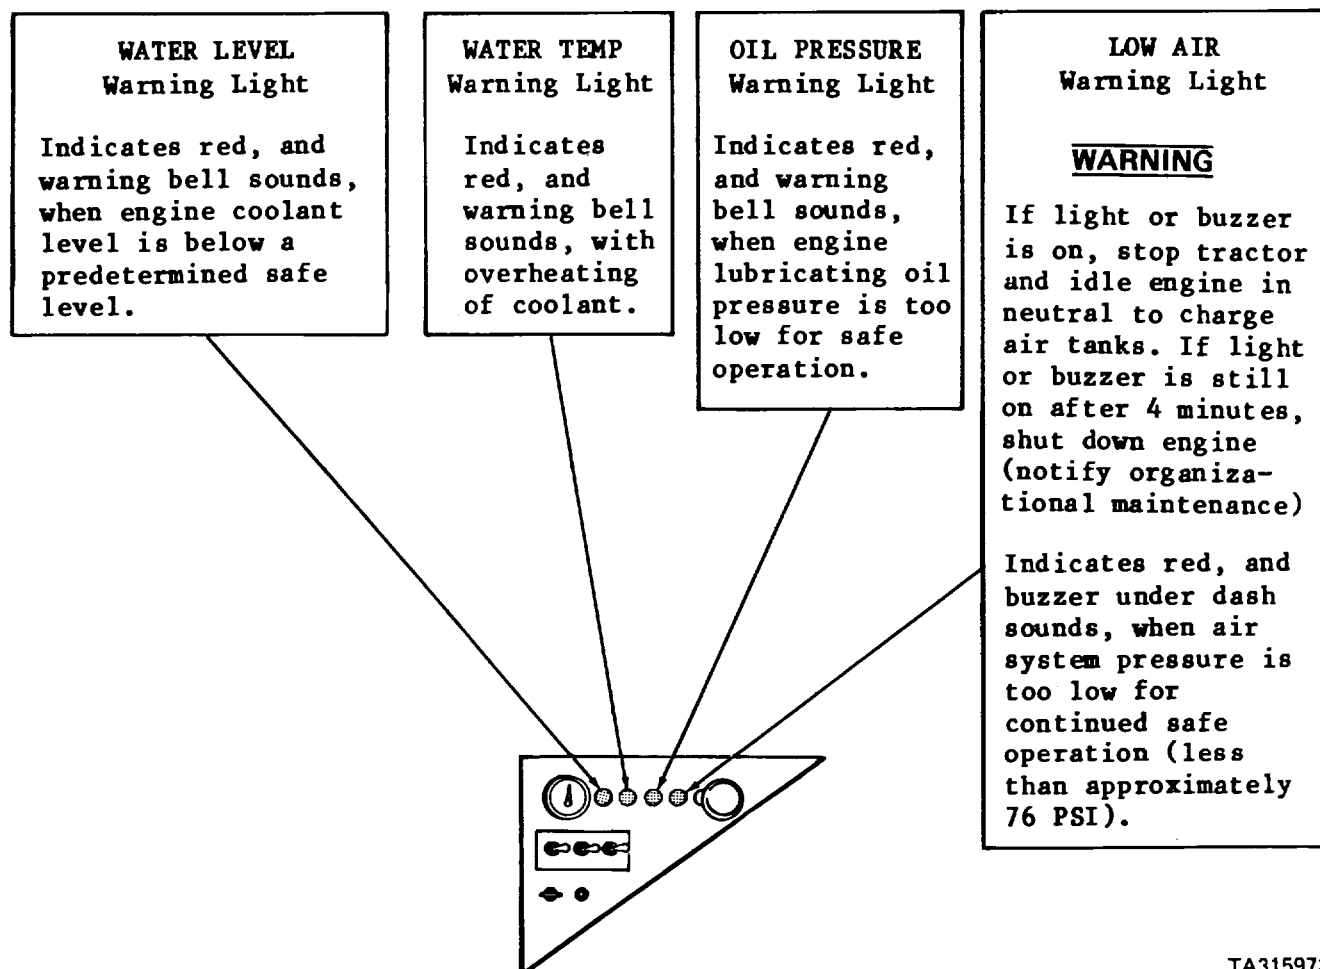 WATER LEVEL
Warning Light
Indicates red, and
warning bell sounds,
when engine coolant
level is below a
predetermined safe
level.
WATER TEMP
Warning Light
Indicates
red, and
warning bell
sounds, with
overheating
of coolant.
OIL PRESSURE
Warning Light
Indicates red,
and warning
bell sounds,
when engine
lubricating oil
pressure is too
low for safe
operation.
LOW AIR
Warning Light
WARNING
If light or buzzer
is on, stop tractor
and idle engine in
neutral to charge
air tanks. If light
or buzzer is still
on after 4 minutes,
shut down engine
(notify organiza-
tional maintenance)
Indicates red, and
buzzer under dash
sounds, when air
system pressure is
too low for
continued safe
operation (less
than approximately
76 PSI).